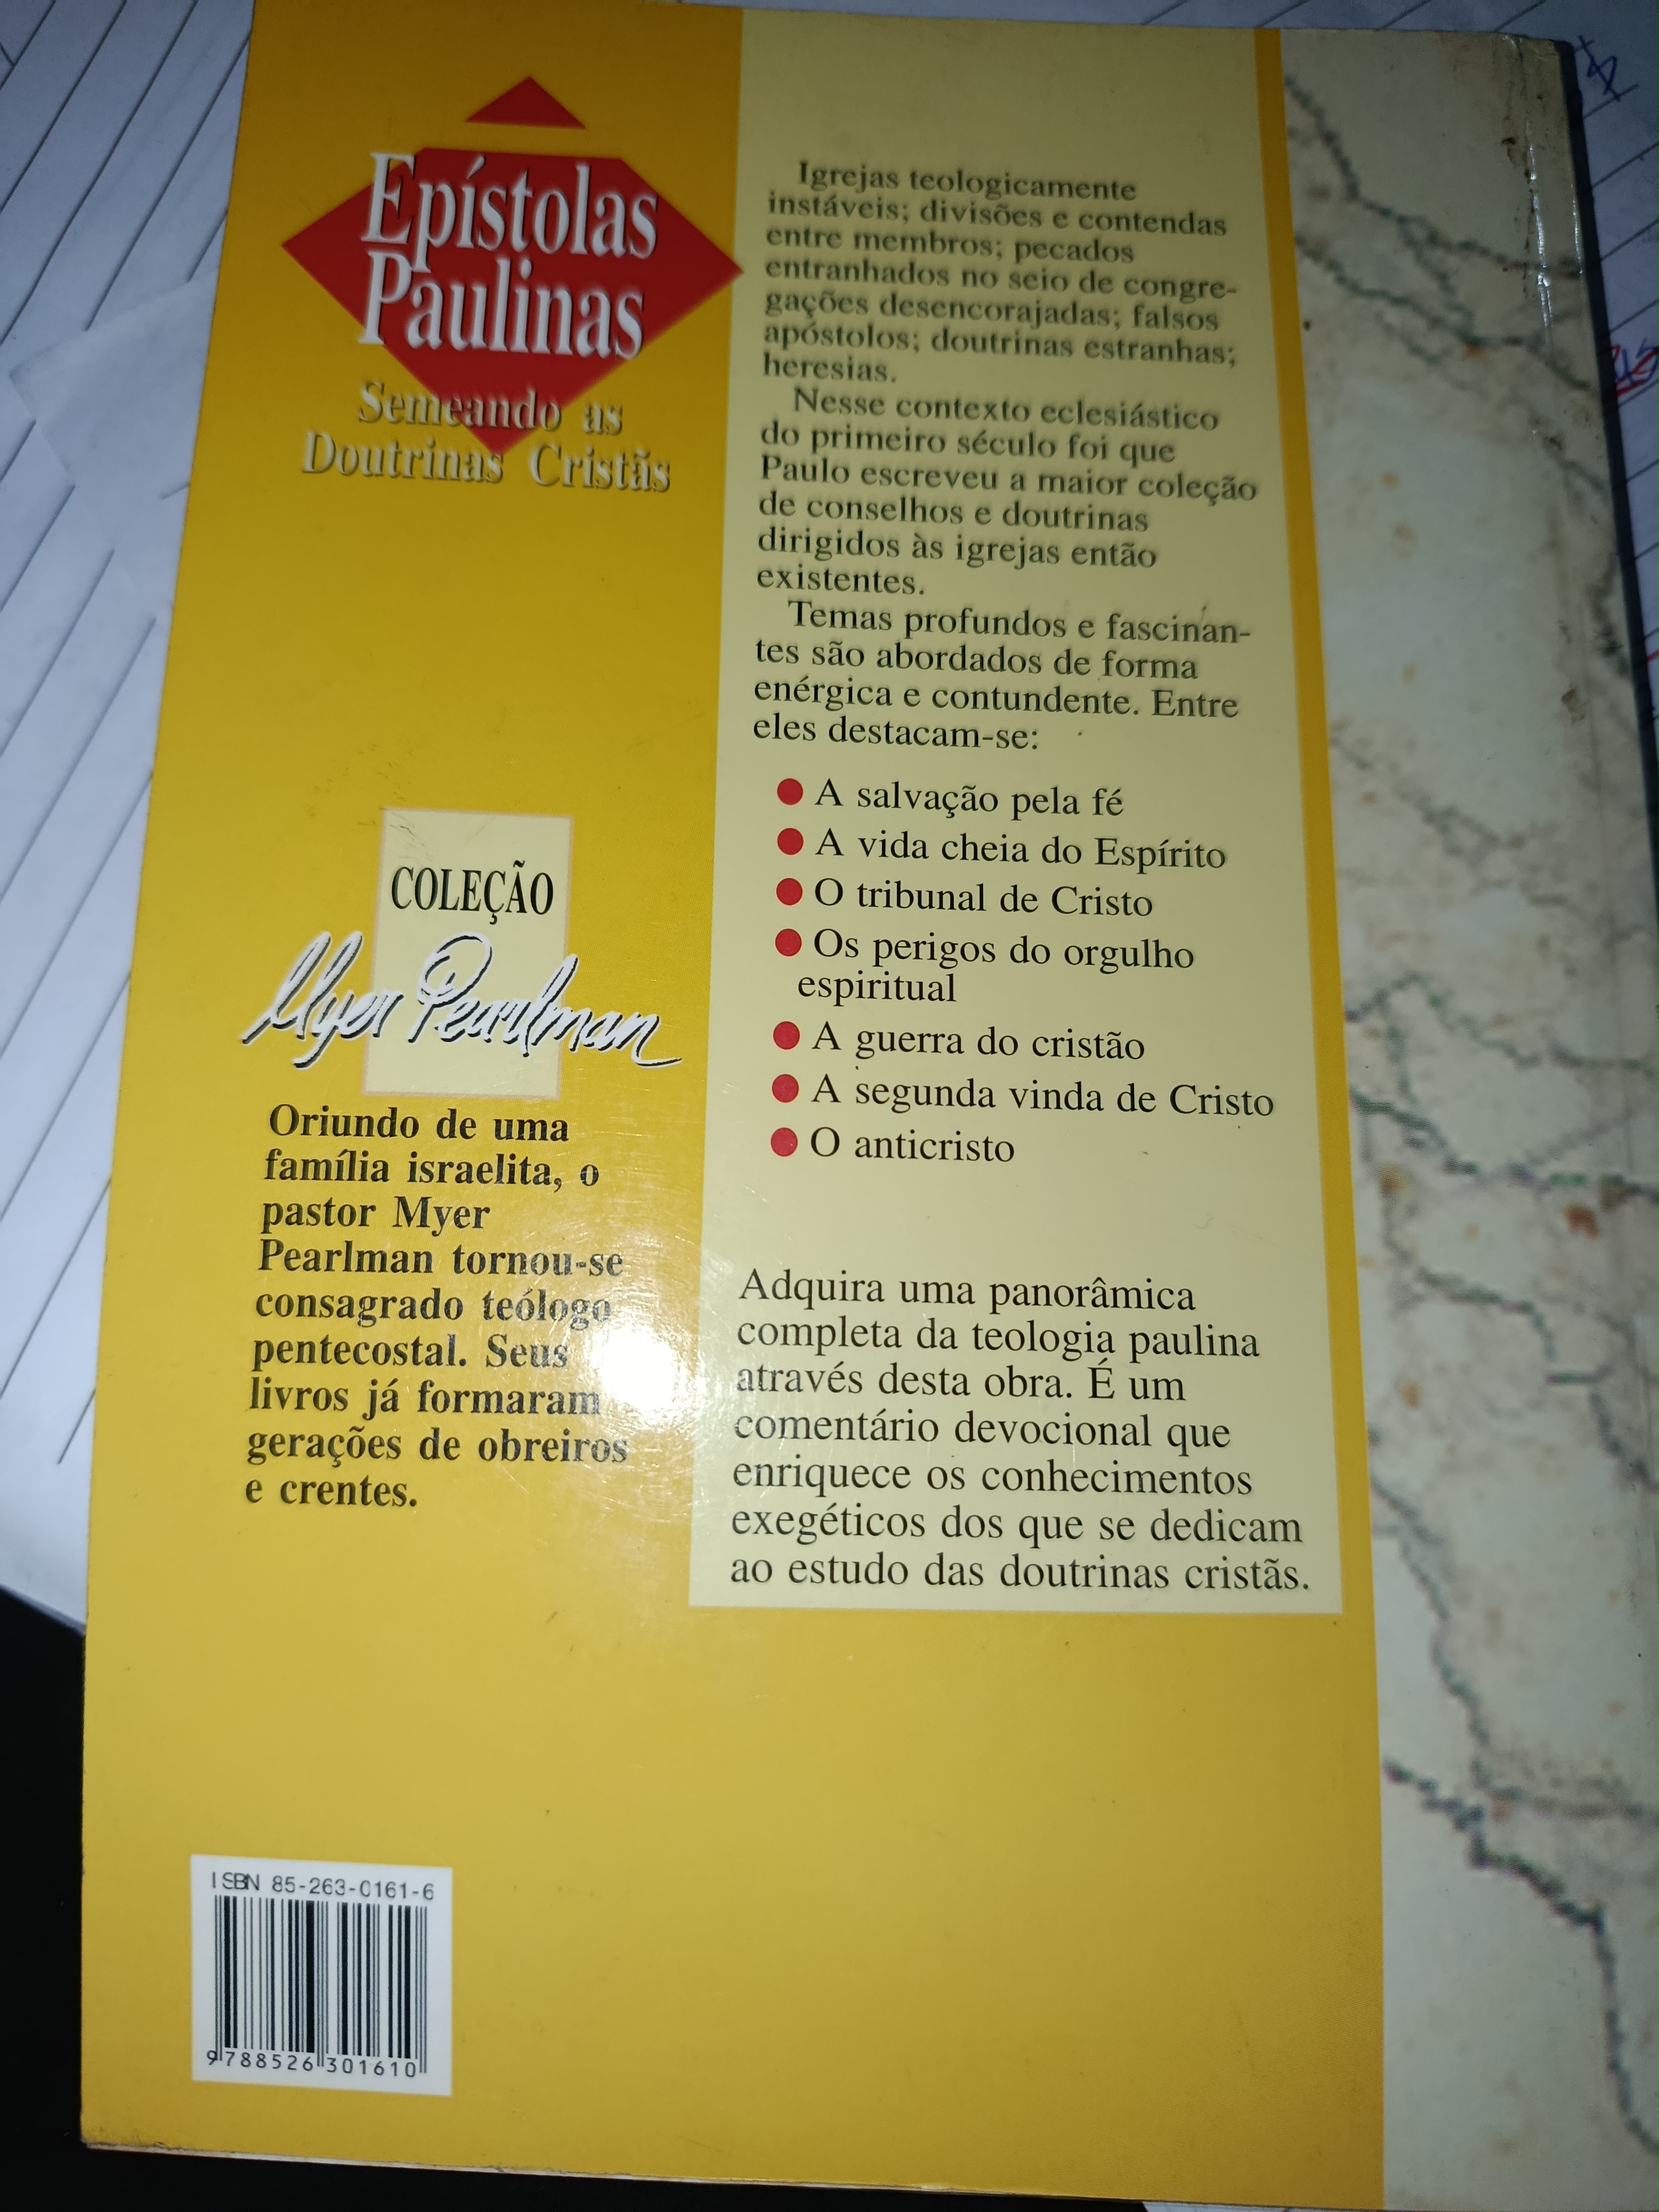 Epístolas
Paulinas
Semeando as
Doutrinas Cristãs
COLEÇÃO
Myer Pearlman
Oriundo de uma
família israelita, o
pastor Myer
Pearlman tornou-se
consagrado teólogo
pentecostal. Seus
livros já formaram
gerações de obreiros
e crentes.
Igrejas teologicamente
instáveis; divisões e contendas
entre membros; pecados
entranhados no seio de congre-
gações desencorajadas; falsos
apóstolos; doutrinas estranhas;
heresias.
Nesse contexto eclesiástico
do primeiro século foi que
Paulo escreveu a maior coleção
de conselhos e doutrinas
dirigidos às igrejas então
existentes.
Temas profundos e fascinan-
tes são abordados de forma
enérgica e contundente. Entre
eles destacam-se:
● A salvação pela fé
● A vida cheia do Espírito
● O tribunal de Cristo
● Os perigos do orgulho
espiritual
● A guerra do cristão
● A segunda vinda de Cristo
● O anticristo
Adquira uma panorâmica
completa da teologia paulina
através desta obra. É um
comentário devocional que
enriquece os conhecimentos
exegéticos dos que se dedicam
ao estudo das doutrinas cristãs.
ISBN 85-263-0161-6
9 788526 301610